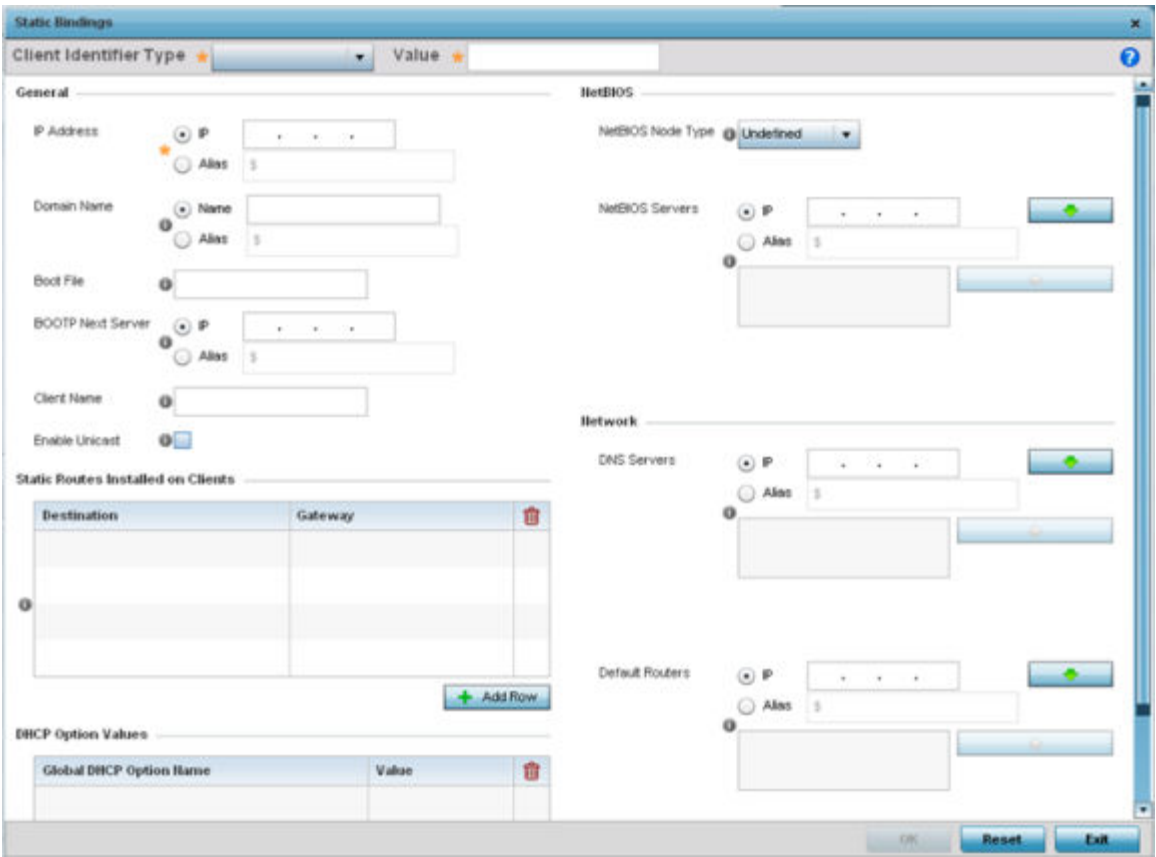 Static Bindings
Client Identifier Type
Value
General
IP Address
IP
Alias
$
Domain Name
Name
Alias
$
Boot File
BOOTP Next Server
IP
Alias
$
Client Name
Enable Unicast
Static Routes Installed on Clients
Destination Gateway
Add Row
DHCP Option Values
Global DHCP Option Name Value
NetBIOS
NetBIOS Node Type
Undefined
NetBIOS Servers
IP
Alias
$
Network
DNS Servers
IP
Alias
$
Default Routers
IP
Alias
$
OK
Reset
Exit